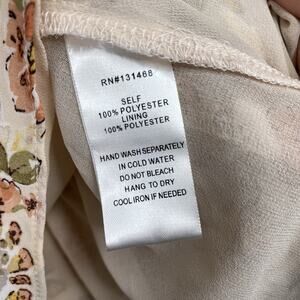 RN#131468
SELF
100% POLYESTER
LINING
100% POLYESTER
HAND WASH SEPARATELY
IN COLD WATER
DO NOT BLEACH
HANG TO DRY
COOL IRON IF NEEDED